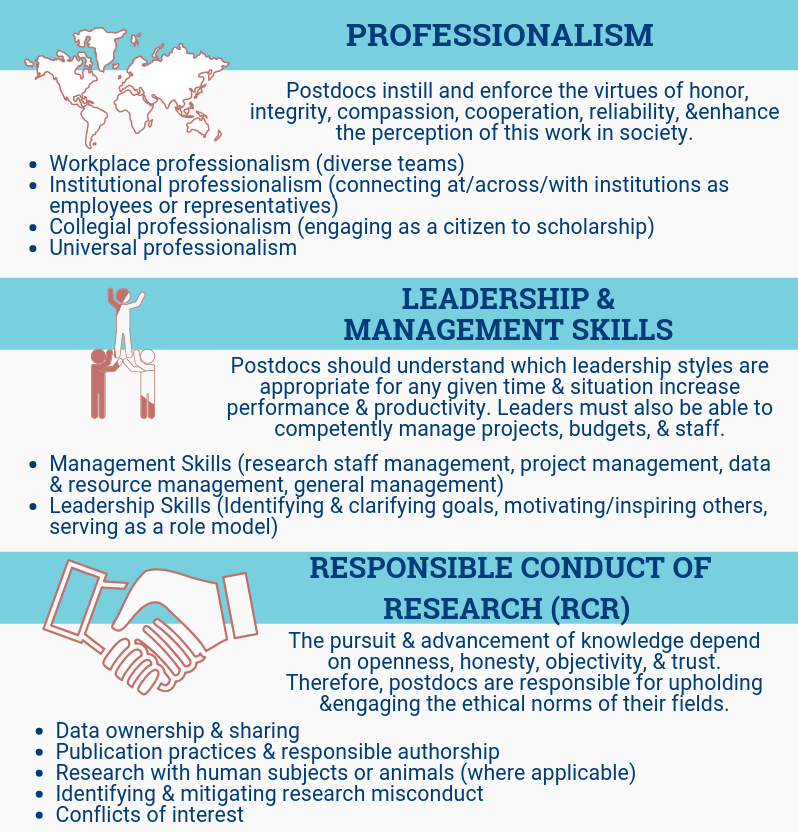 PROFESSIONALISM
Postdocs instill and enforce the virtues of honor,
integrity, compassion, cooperation, reliability, &enhance
the perception of this work in society.
• Workplace professionalism (diverse teams)
• Institutional professionalism (connecting at/across/with institutions as
employees or representatives)
• Collegial professionalism (engaging as a citizen to scholarship)
• Universal professionalism
LEADERSHIP &
MANAGEMENT SKILLS
Postdocs should understand which leadership styles are
appropriate for any given time & situation increase
performance & productivity. Leaders must also be able to
competently manage projects, budgets, & staff.
• Management Skills (research staff management, project management, data
& resource management, general management)
• Leadership Skills (Identifying & clarifying goals, motivating/inspiring others,
serving as a role model)
RESPONSIBLE CONDUCT OF
RESEARCH (RCR)
The pursuit & advancement of knowledge depend
on openness, honesty, objectivity, & trust.
Therefore, postdocs are responsible for upholding
&engaging the ethical norms of their fields.
• Data ownership & sharing
• Publication practices & responsible authorship
• Research with human subjects or animals (where applicable)
• Identifying & mitigating research misconduct
• Conflicts of interest